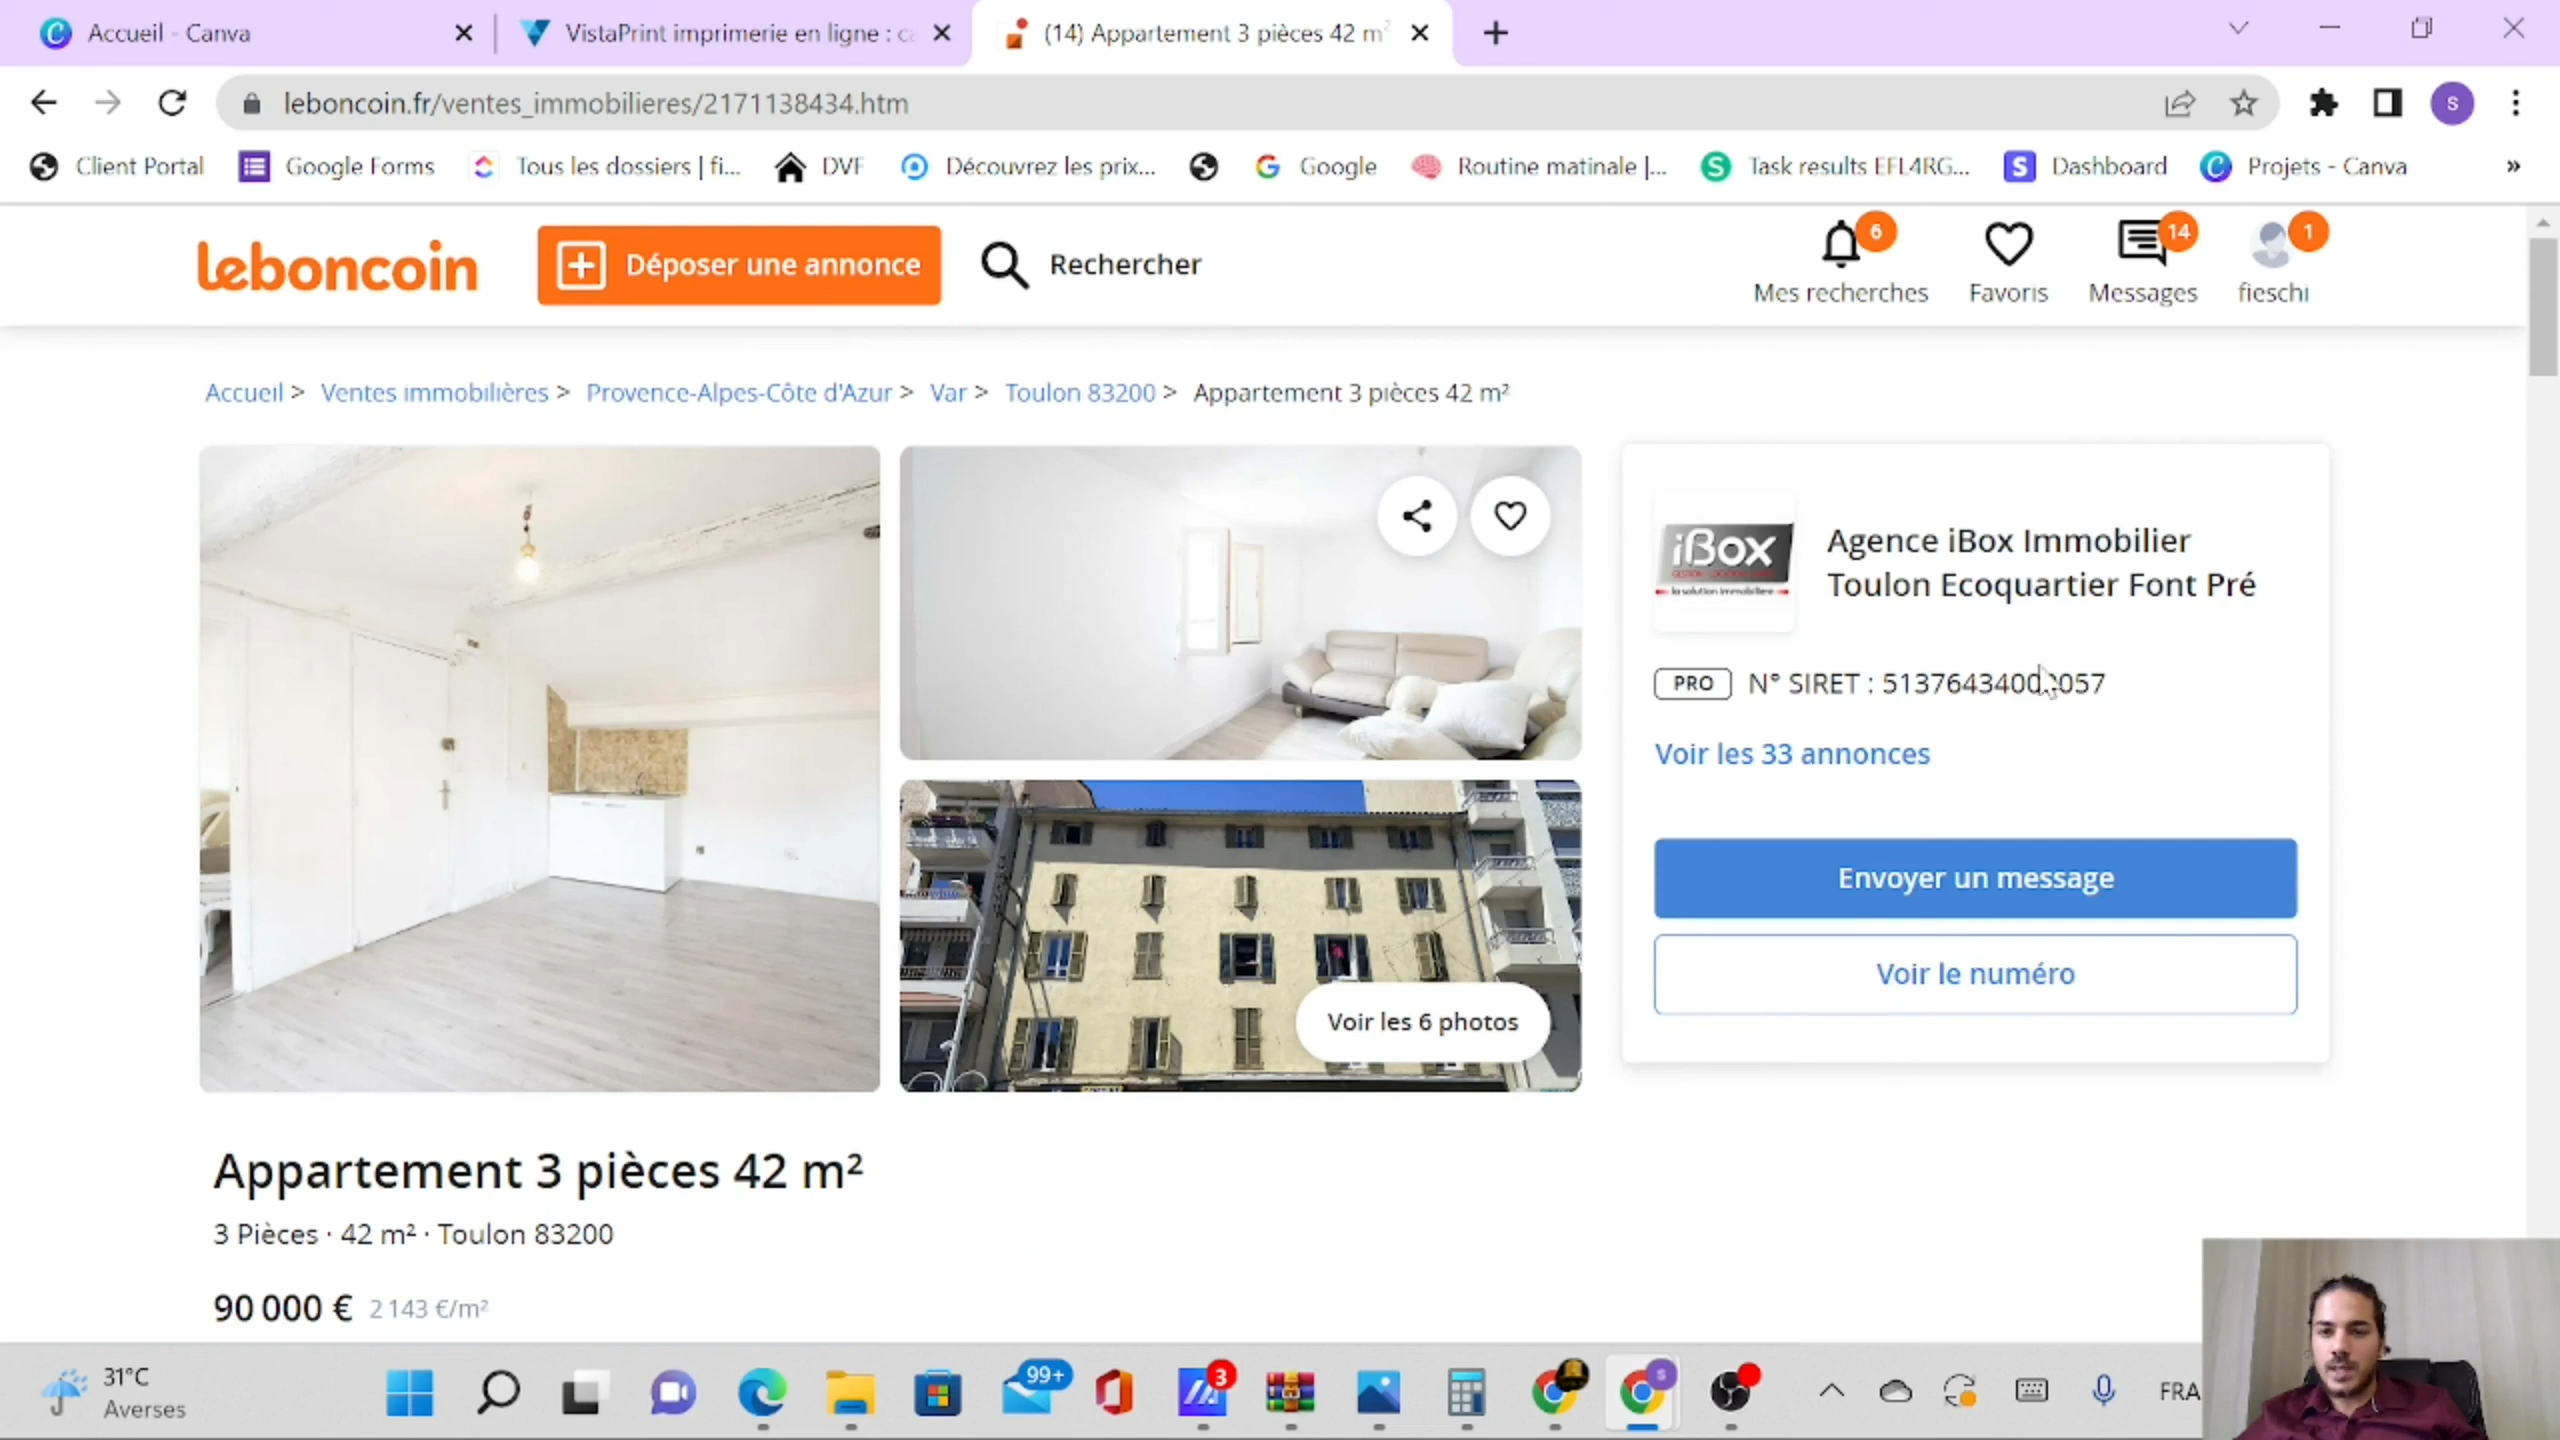 Accueil - Canva
VistaPrint imprimerie en ligne : ca
(14) Appartement 3 pièces 42 m²
leboncoin.fr/ventes_immobilieres/2171138434.htm
S
Client Portal
Google Forms
Tous les dossiers | fi...
DVF
Découvrez les prix...
Google
Routine matinale |...
Task results EFL4RG...
Dashboard
Projets - Canva
»
leboncoin
Déposer une annonce
Rechercher
6
Mes recherches
Favoris
14
Messages
1
fieschi
Accueil > Ventes immobilières > Provence-Alpes-Côte d'Azur > Var > Toulon 83200 > Appartement 3 pièces 42 m²
iBox
la solution immobilière
Agence iBox Immobilier
Toulon Ecoquartier Font Pré
PRO N° SIRET :
Voir les 33 annonces
Envoyer un message
Voir le numéro
Voir les 6 photos
Appartement 3 pièces 42 m²
3 Pièces · 42 m² · Toulon 83200
90 000 € 2 143 €/m²
31°C
Averses
99+
3
S
FRA